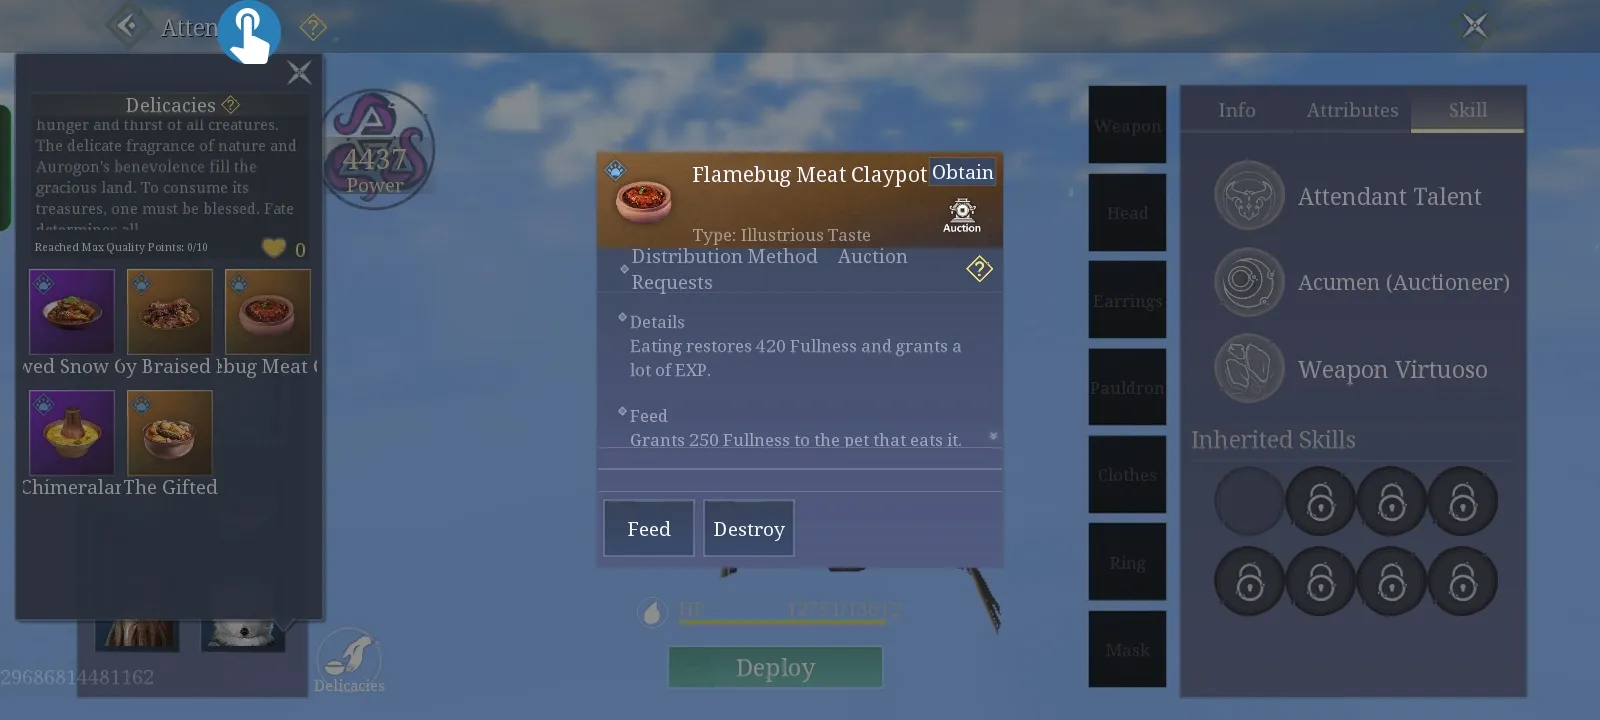 Atten
Delicacies
hunger and thirst of all creatures.
The delicate fragrance of nature and
Aurogon's benevolence fill the
gracious land. To consume its
treasures, one must be blessed. Fate
determines all.
Reached Max Quality Points: 0/10
0
wed Snow
y Braised
bug Meat
Chimeralar
The Gifted
29686814481162
4437
Power
Delicacies
Flamebug Meat Claypot
Obtain
Auction
Type: Illustrious Taste
Distribution Method Auction
Requests
Details
Eating restores 420 Fullness and grants a
lot of EXP.
Feed
Grants 250 Fullness to the pet that eats it.
Feed
Destroy
HP
Deploy
Weapon
Head
Earrings
Pauldron
Clothes
Ring
Mask
Info
Attributes
Skill
Attendant Talent
Acumen (Auctioneer)
Weapon Virtuoso
Inherited Skills